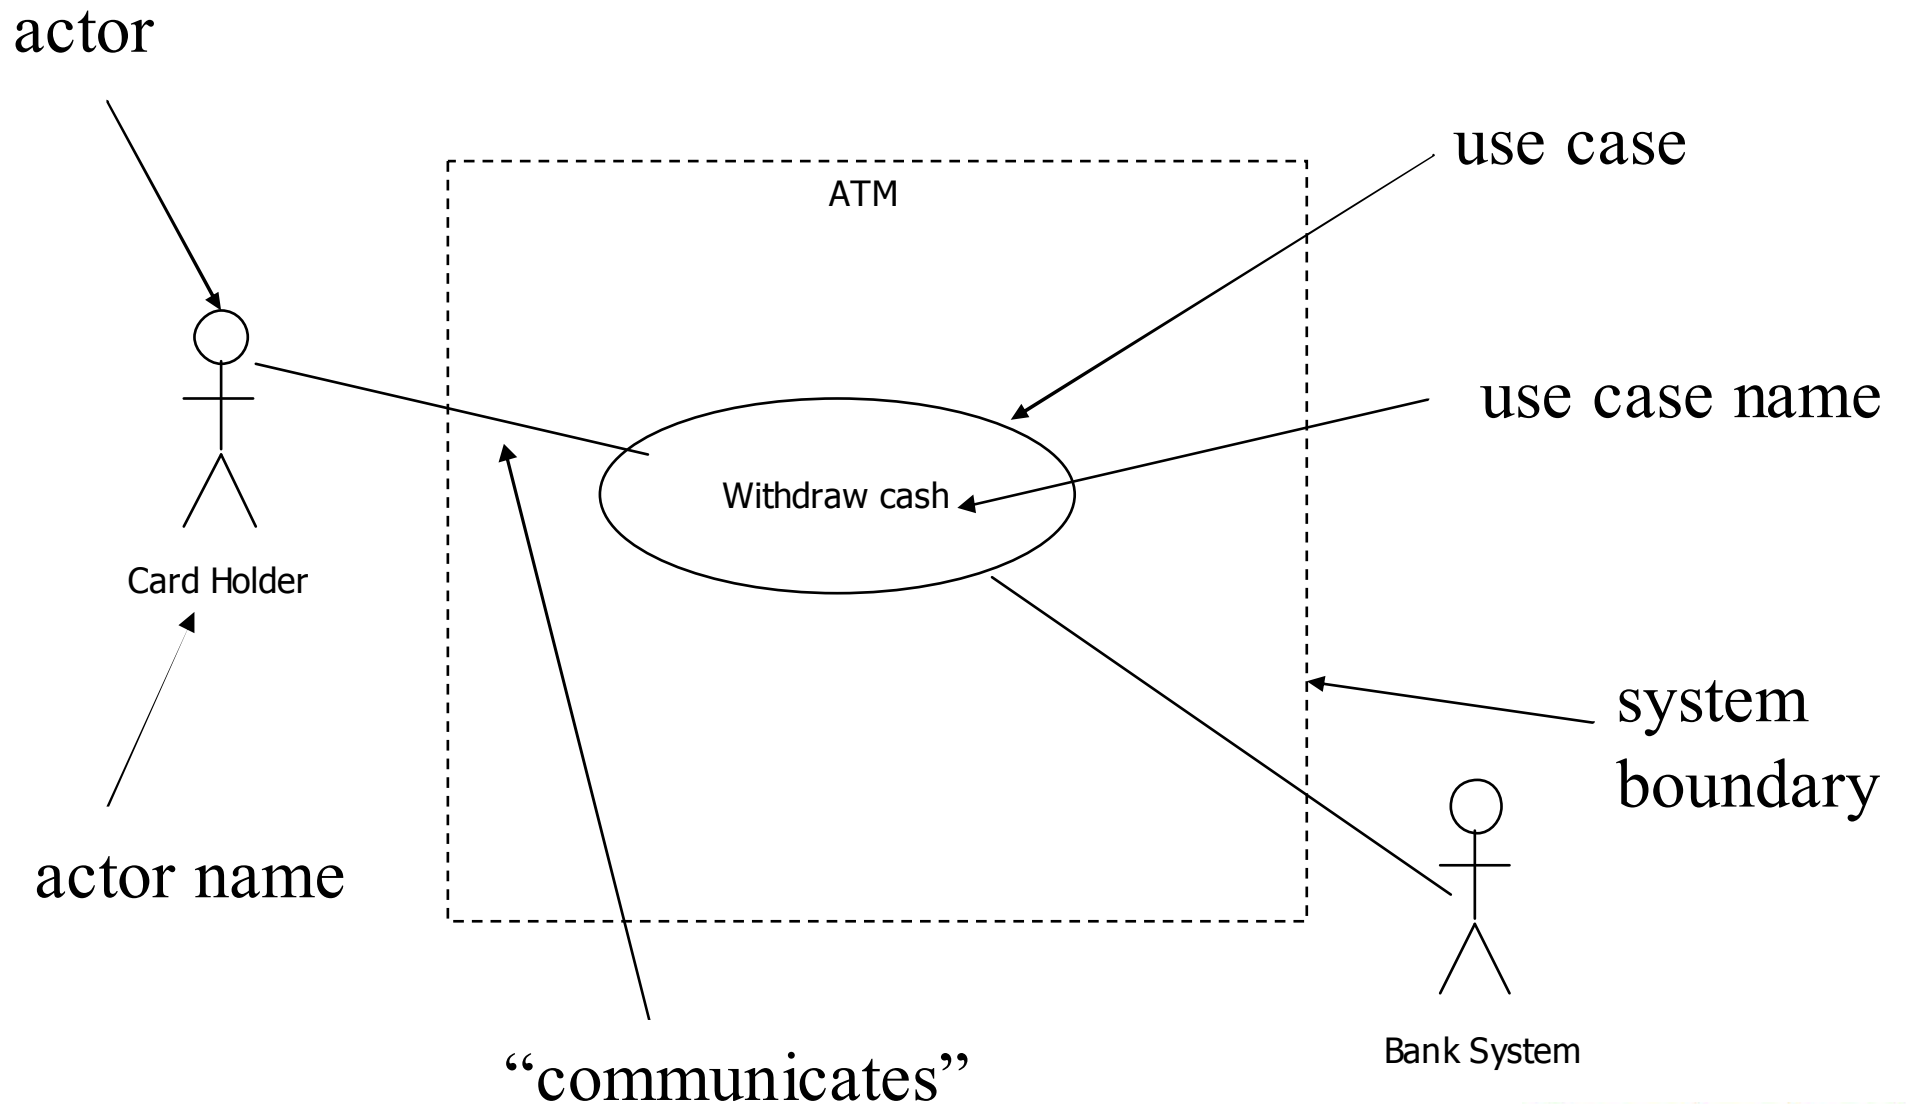 actor
use case
ATM
use case name
Withdraw cash
Card Holder
system
boundary
actor name
Bank System
“communicates”